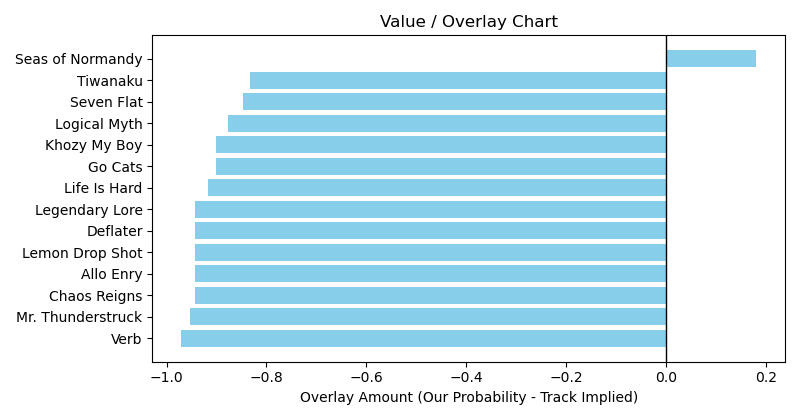 Value / Overlay Chart
Seas of Normandy
Tiwanaku
Seven Flat
Logical Myth
Khozy My Boy
Go Cats
Life Is Hard
Legendary Lore
Deflater
Lemon Drop Shot
Allo Enry
Chaos Reigns
Mr. Thunderstruck
Verb
−1.0 −0.8 −0.6 −0.4 −0.2 0.0 0.2
Overlay Amount (Our Probability - Track Implied)